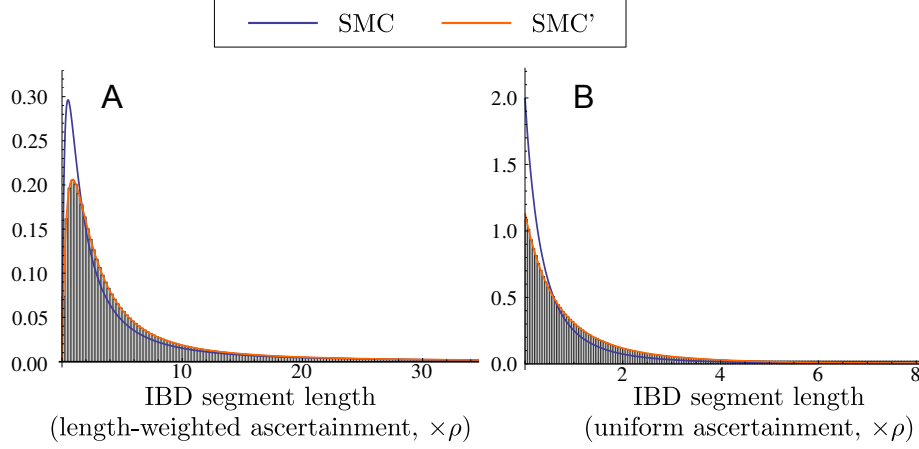 SMC SMC'
A B
0.30
0.25
0.20
0.15
0.10
0.05
0.00
10 20 30
IBD segment length
(length-weighted ascertainment, ×ρ)
2.0
1.5
1.0
0.5
0.0
2 4 6 8
IBD segment length
(uniform ascertainment, ×ρ)